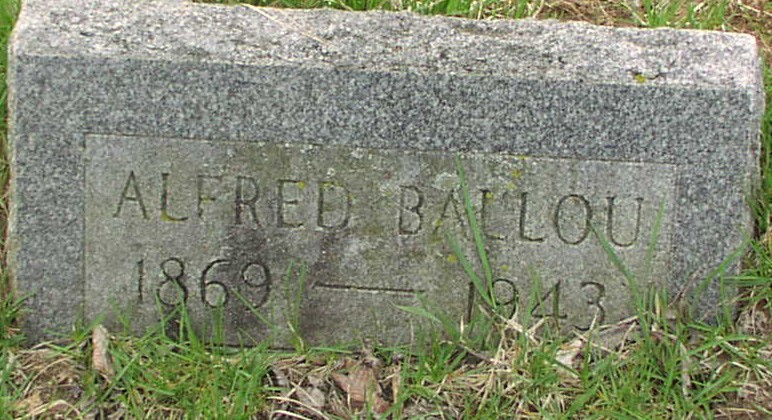 ALFRED BALLOU
1869 — 1943